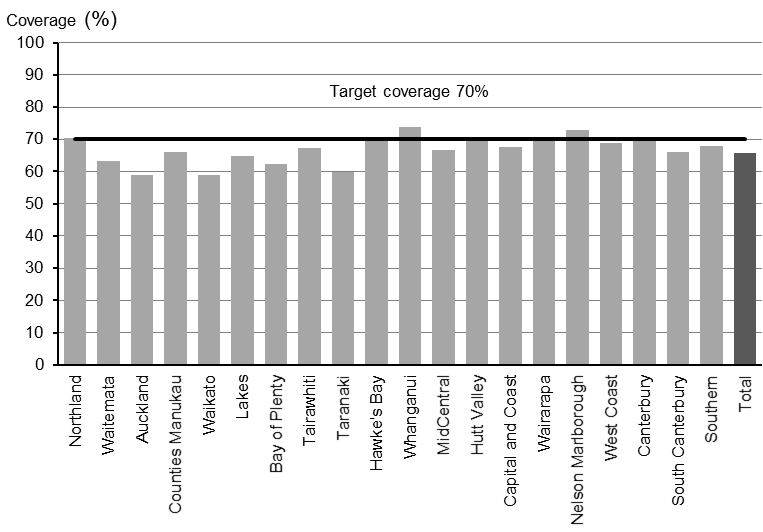 Coverage (%)
100
90
80
70
60
50
40
30
20
10
0
Target coverage 70%
Northland
Waitemata
Auckland
Counties Manukau
Waikato
Lakes
Bay of Plenty
Tairawhiti
Taranaki
Hawke's Bay
Whanganui
MidCentral
Hutt Valley
Capital and Coast
Wairarapa
Nelson Marlborough
West Coast
Canterbury
South Canterbury
Southern
Total